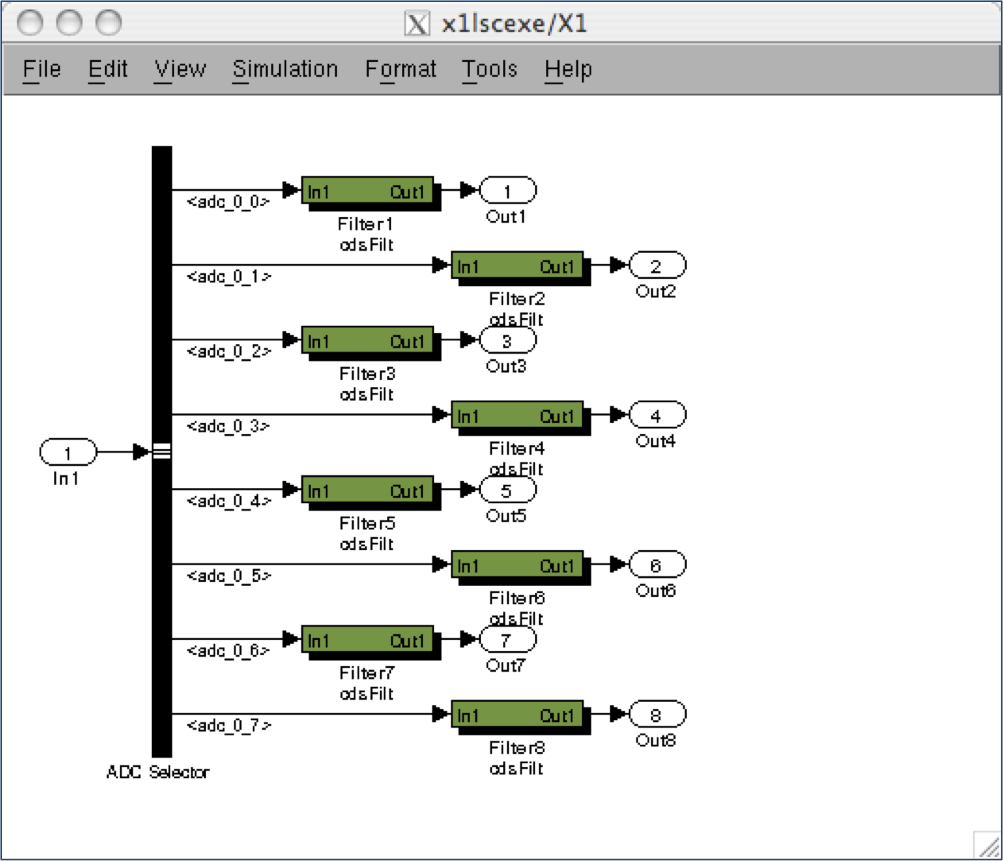 x1lscexe/X1
File Edit View Simulation Format Tools Help
In1 Out1 1
<adc_0_0>
Out1
Filter1
cdsFilt
In1 Out1 2
<adc_0_1>
Out2
Filter2
cdsFilt
In1 Out1 3
<adc_0_2>
Out3
Filter3
cdsFilt
In1 Out1 4
<adc_0_3>
Out4
Filter4
cdsFilt
1
In1
In1 Out1 5
<adc_0_4>
Out5
Filter5
cdsFilt
In1 Out1 6
<adc_0_5>
Out6
Filter6
cdsFilt
In1 Out1 7
<adc_0_6>
Out7
Filter7
cdsFilt
In1 Out1 8
<adc_0_7>
Out8
Filter8
cdsFilt
ADC Selector